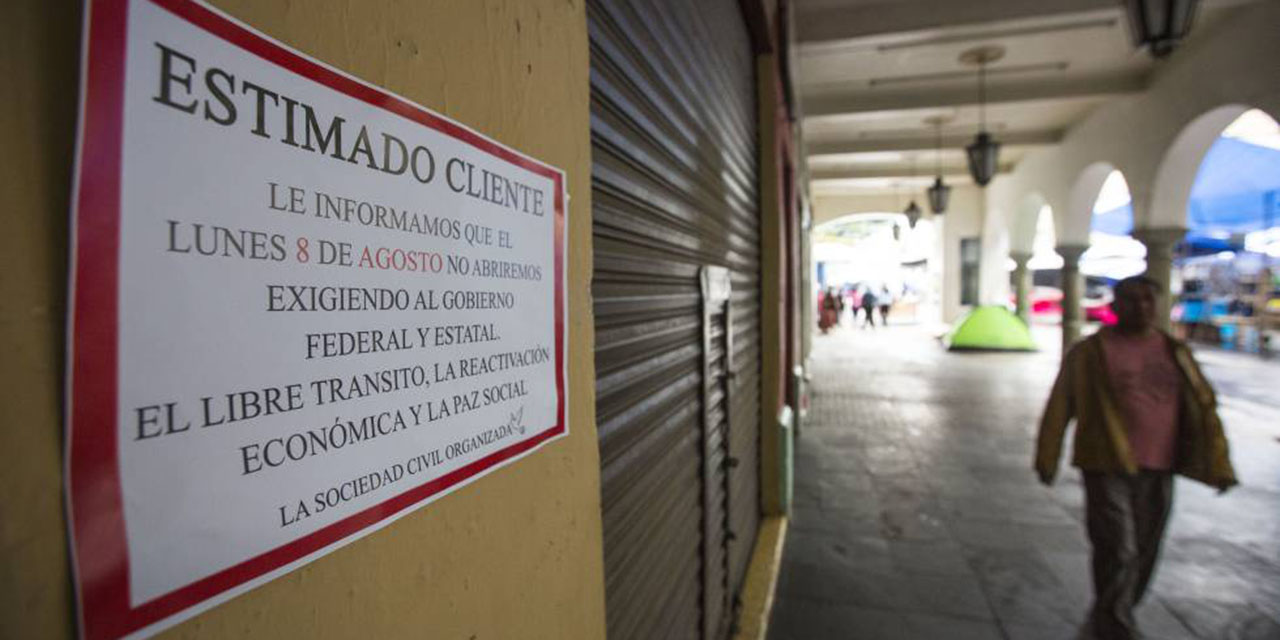 ESTIMADO CLIENTE
LE INFORMAMOS QUE EL
LUNES 8 DE AGOSTO NO ABRIREMOS
EXIGIENDO AL GOBIERNO
FEDERAL Y ESTATAL.
EL LIBRE TRANSITO, LA REACTIVACIÒN
ECONÓMICA Y LA PAZ SOCIAL
LA SOCIEDAD CIVIL ORGANIZADA